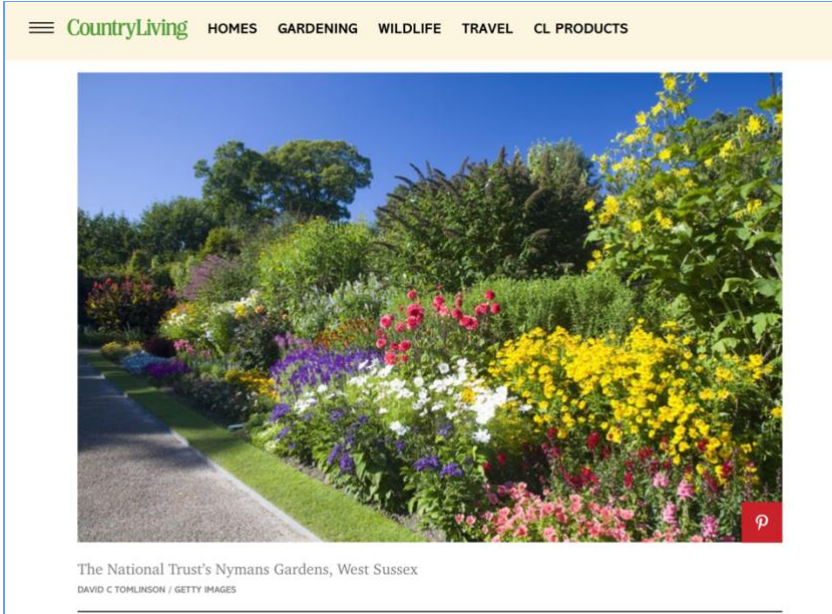 CountryLiving HOMES GARDENING WILDLIFE TRAVEL CL PRODUCTS
The National Trust's Nymans Gardens, West Sussex
DAVID C TOMLINSON / GETTY IMAGES